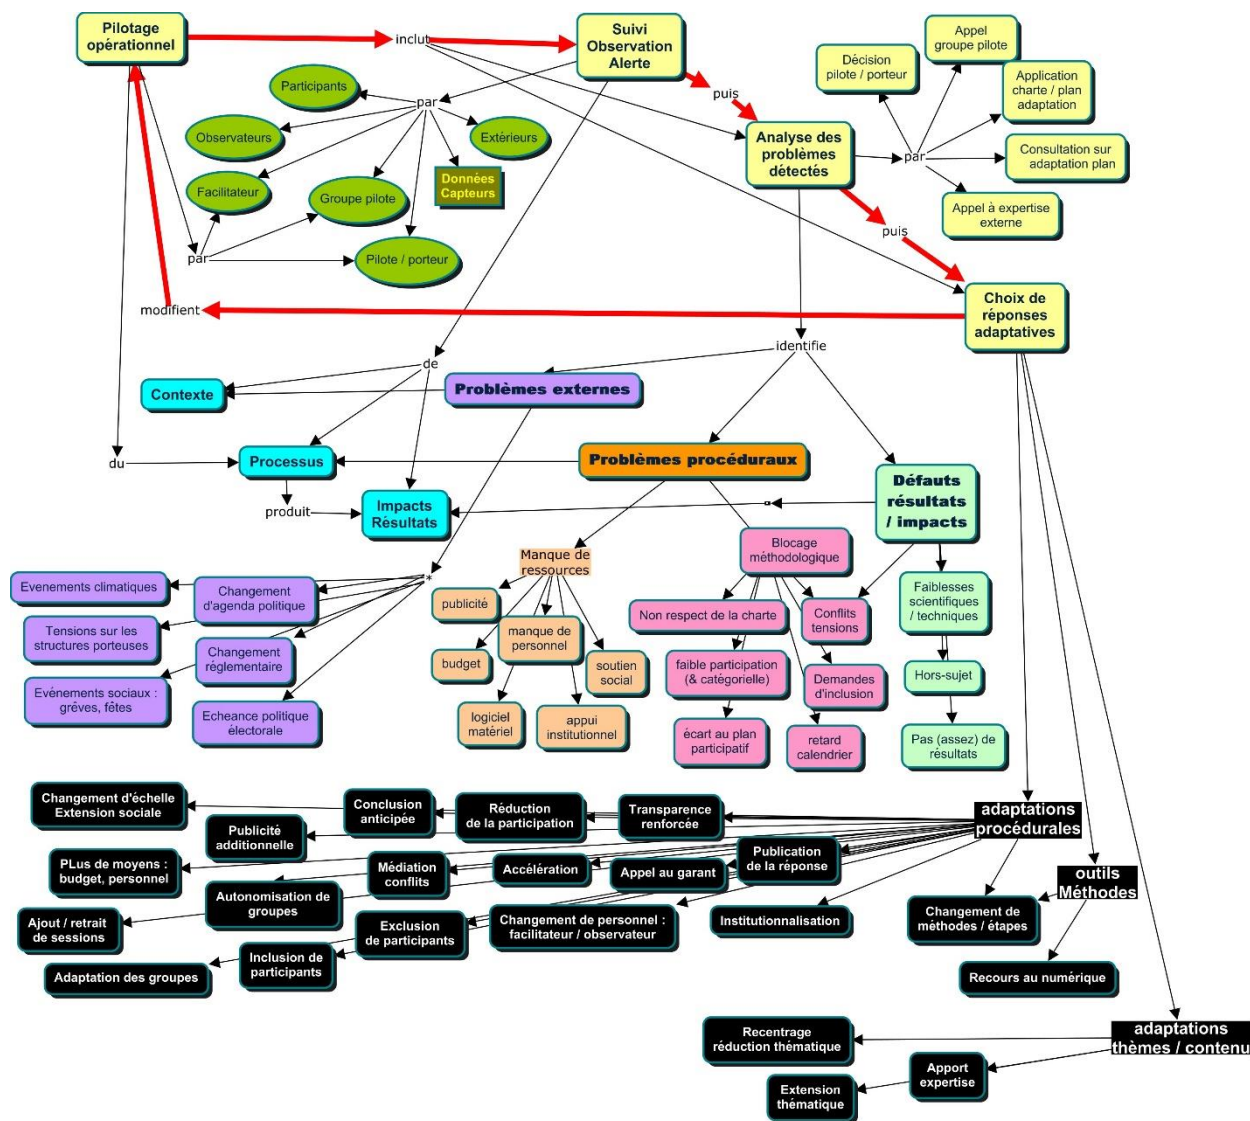 Pilotage
opérationnel
inclut
Suivi
Observation
Alerte
Appel
groupe pilote
Décision
pilote / porteur
Application
charte / plan
adaptation
par
Consultation sur
adaptation plan
Appel à expertise
externe
puis
Analyse des
problèmes
détectés
Participants
par
Observateurs
Extérieurs
Données
Capteurs
Facilitateur
Groupe pilote
par
Pilote / porteur
puis
Choix de
réponses
adaptatives
modifient
identifie
de
Contexte
Problèmes externes
du
Processus
Problèmes procéduraux
produit
Impacts
Résultats
Défauts
résultats
/ impacts
*
Evenements climatiques
Changement
d'agenda politique
Tensions sur les
structures porteuses
Changement
réglementaire
Evénements sociaux :
gréves, fêtes
Echeance politique
électorale
Manque de
ressources
publicité
manque de
personnel
budget
soutien
social
logiciel
matériel
appui
institutionnel
Blocage
méthodologique
Non respect de la charte
Conflits
tensions
faible participation
(& catégorielle)
Demandes
d'inclusion
écart au plan
participatif
retard
calendrier
Faiblesses
scientifiques
/ techniques
Hors-sujet
Pas (assez) de
résultats
Changement d'échelle
Extension sociale
Conclusion
anticipée
Réduction
de la participation
Transparence
renforcée
adaptations
procédurales
Publicité
additionnelle
PLus de moyens :
budget, personnel
Médiation
conflits
Accélération
Appel au garant
Publication
de la réponse
outils
Méthodes
Autonomisation de
groupes
Ajout / retrait
de sessions
Exclusion
de participants
Changement de personnel :
facilitateur / observateur
Institutionnalisation
Changement de
méthodes / étapes
Adaptation des groupes
Inclusion de
participants
Recours au numérique
adaptations
thèmes / contenu
Recentrage
réduction thématique
Apport
expertise
Extension
thématique